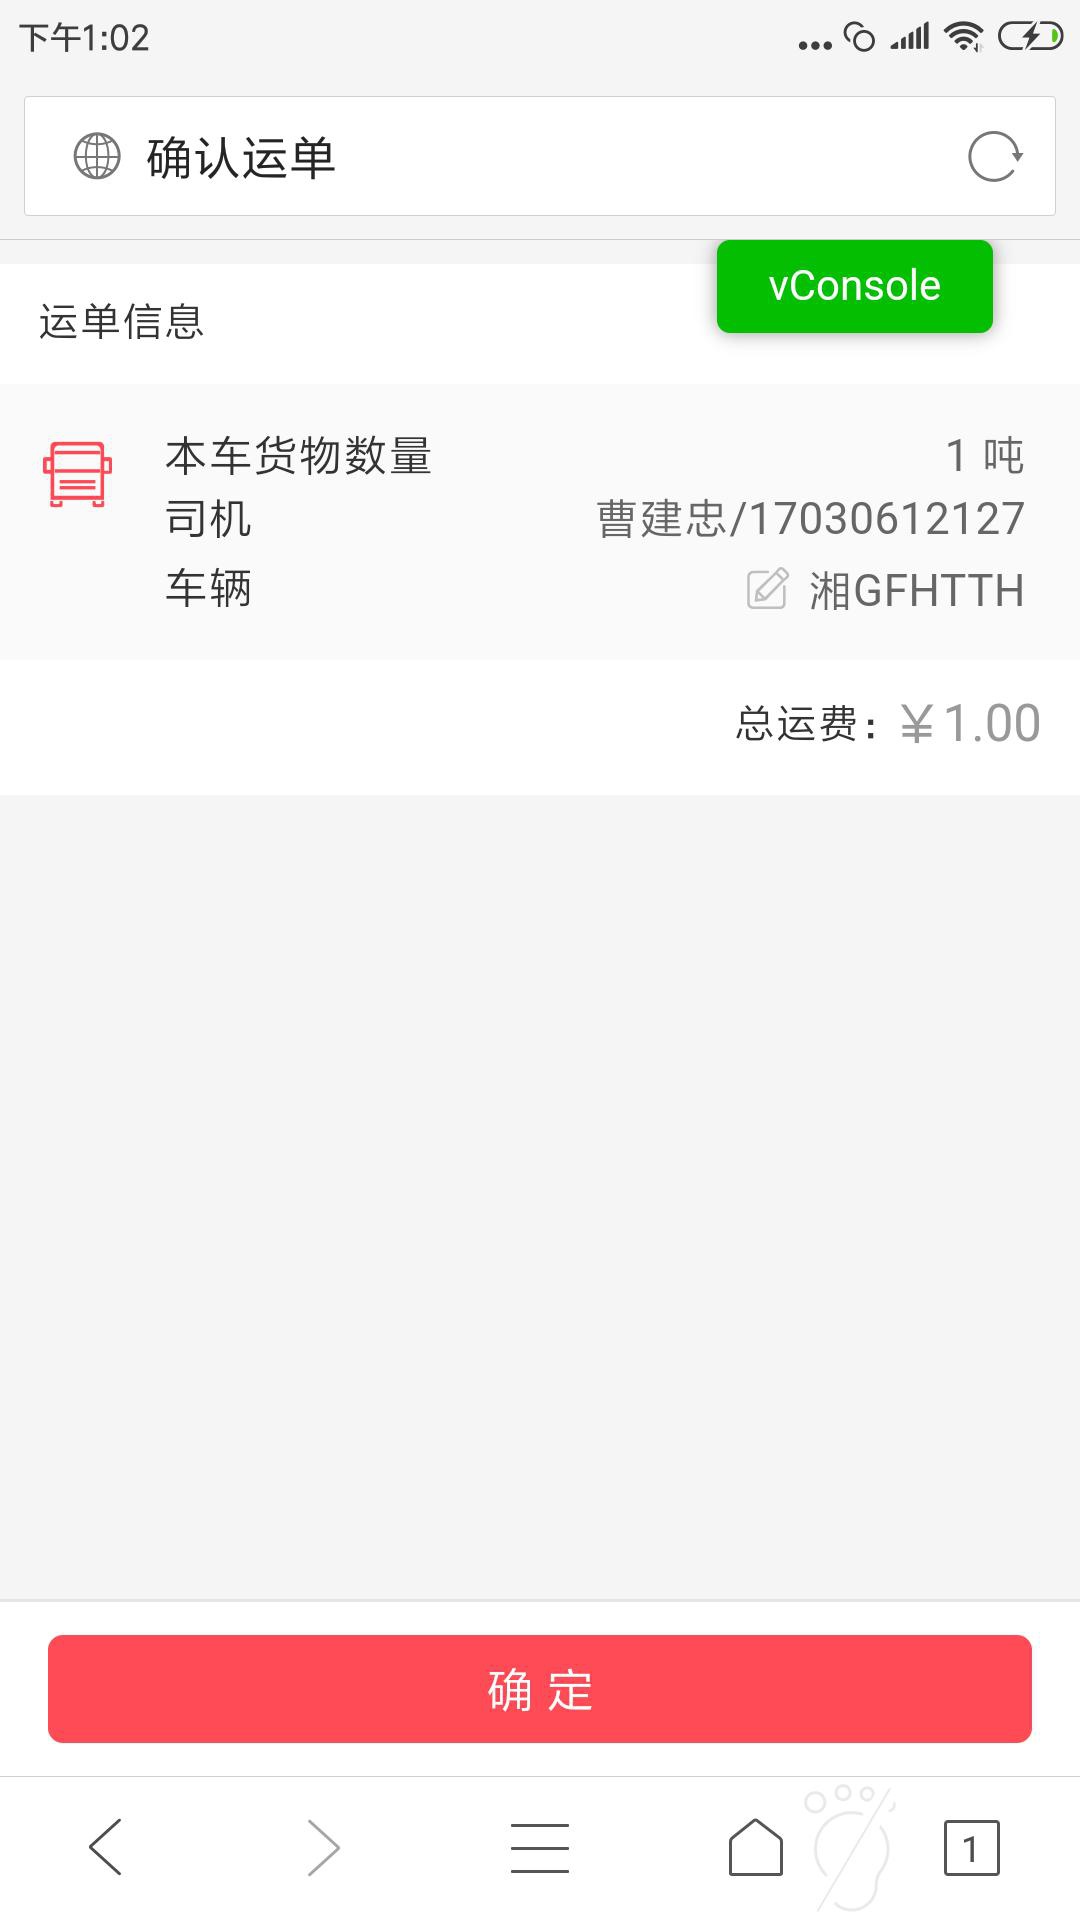 下午1:02
确认运单
vConsole
运单信息
本车货物数量 1 吨
司机 曹建忠/17030612127
车辆 湘GFHTTH
总运费：￥1.00
确 定
1